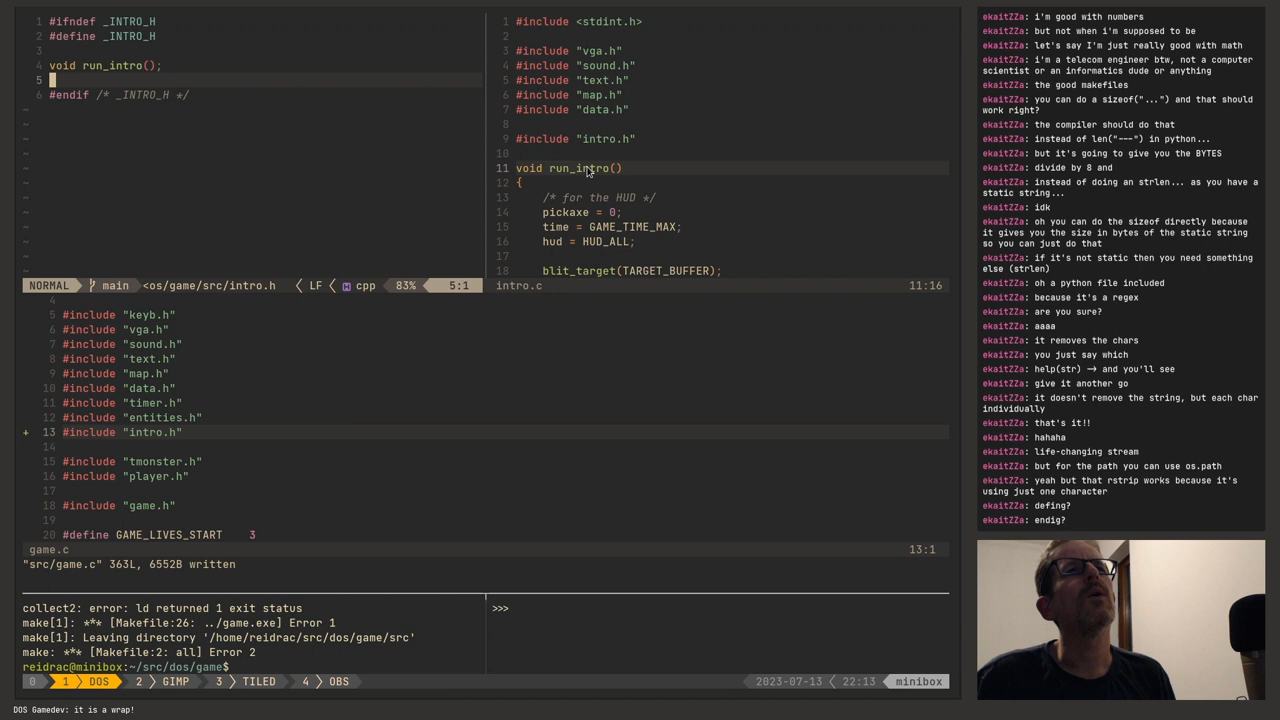 1 #ifndef _INTRO_H
2 #define _INTRO_H
3
4 void run_intro();
5
6 #endif /* _INTRO_H */
~
~
~
~
~
~
~
~
~
~
~
~
NORMAL main <os/game/src/intro.h LF cpp 83% 5:1
1 #include <stdint.h>
2
3 #include "vga.h"
4 #include "sound.h"
5 #include "text.h"
6 #include "map.h"
7 #include "data.h"
8
9 #include "intro.h"
10
11 void run_intro()
12 {
13 /* for the HUD */
14 pickaxe = 0;
15 time = GAME_TIME_MAX;
16 hud = HUD_ALL;
17
18 blit_target(TARGET_BUFFER);
intro.c 11:16
4
5 #include "keyb.h"
6 #include "vga.h"
7 #include "sound.h"
8 #include "text.h"
9 #include "map.h"
10 #include "data.h"
11 #include "timer.h"
12 #include "entities.h"
+ 13 #include "intro.h"
14
15 #include "tmonster.h"
16 #include "player.h"
17
18 #include "game.h"
19
20 #define GAME_LIVES_START 3
game.c 13:1
"src/game.c" 363L, 6552B written
collect2: error: ld returned 1 exit status
make[1]: *** [Makefile:26: ../game.exe] Error 1
make[1]: Leaving directory '/home/reidrac/src/dos/game/src'
make: *** [Makefile:2: all] Error 2
reidrac@minibox:~/src/dos/game$
>>>
0 1 DOS 2 GIMP 3 TILED 4 OBS 2023-07-13 22:13 minibox
ekaitZZa: i'm good with numbers
ekaitZZa: but not when i'm supposed to be
ekaitZZa: let's say I'm just really good with math
ekaitZZa: i'm a telecom engineer btw, not a computer
scientist or an informatics dude or anything
ekaitZZa: the good makefiles
ekaitZZa: you can do a sizeof("...") and that should
work right?
ekaitZZa: the compiler should do that
ekaitZZa: instead of len("---") in python...
ekaitZZa: but it's going to give you the BYTES
ekaitZZa: divide by 8 and
ekaitZZa: instead of doing an strlen... as you have a
static string...
ekaitZZa: idk
ekaitZZa: oh you can do the sizeof directly because
it gives you the size in bytes of the static string
so you can just do that
ekaitZZa: if it's not static then you need something
else (strlen)
ekaitZZa: oh a python file included
ekaitZZa: because it's a regex
ekaitZZa: are you sure?
ekaitZZa: aaaa
ekaitZZa: it removes the chars
ekaitZZa: you just say which
ekaitZZa: help(str) → and you'll see
ekaitZZa: give it another go
ekaitZZa: it doesn't remove the string, but each char
individually
ekaitZZa: that's it!!
ekaitZZa: hahaha
ekaitZZa: life-changing stream
ekaitZZa: but for the path you can use os.path
ekaitZZa: yeah but that rstrip works because it's
using just one character
ekaitZZa: defing?
ekaitZZa: endig?
DOS Gamedev: it is a wrap!